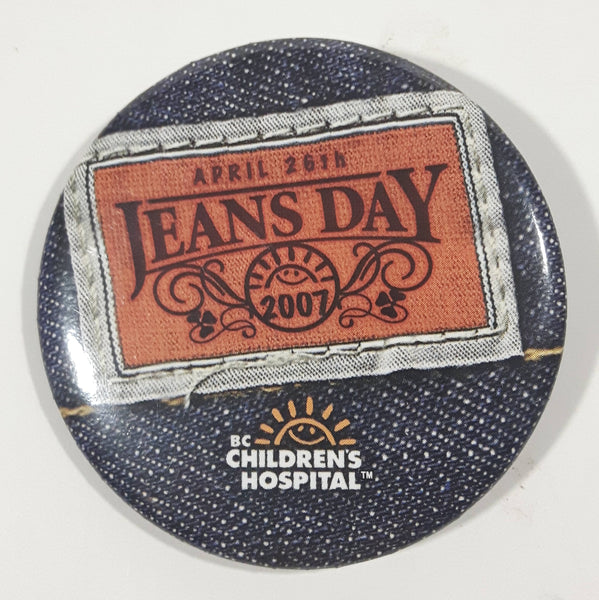 APRIL 26th
JEANS DAY
2007
BC
CHILDREN'S
HOSPITAL™